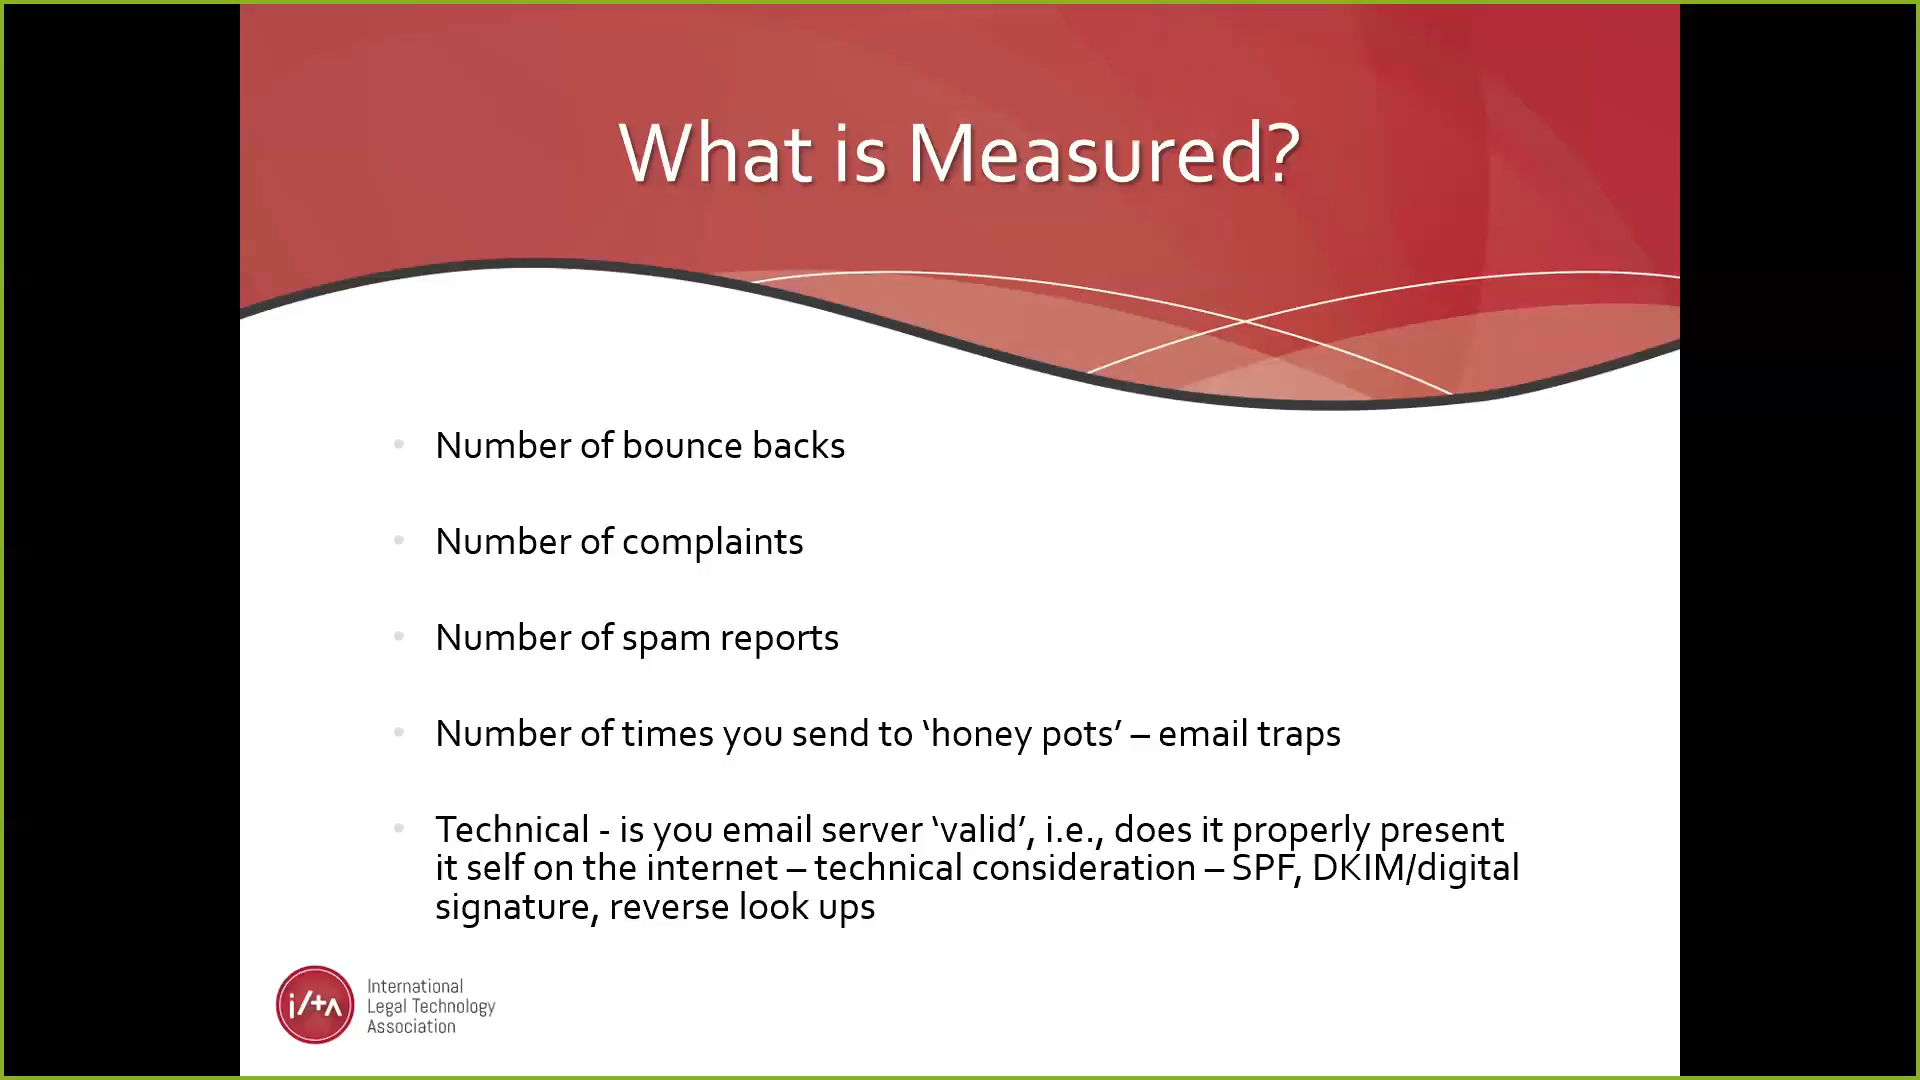 What is Measured?
Number of bounce backs
Number of complaints
Number of spam reports
Number of times you send to ‘honey pots’ – email traps
Technical - is you email server ‘valid’, i.e., does it properly present
it self on the internet – technical consideration – SPF, DKIM/digital
signature, reverse look ups
i/+A
International
Legal Technology
Association